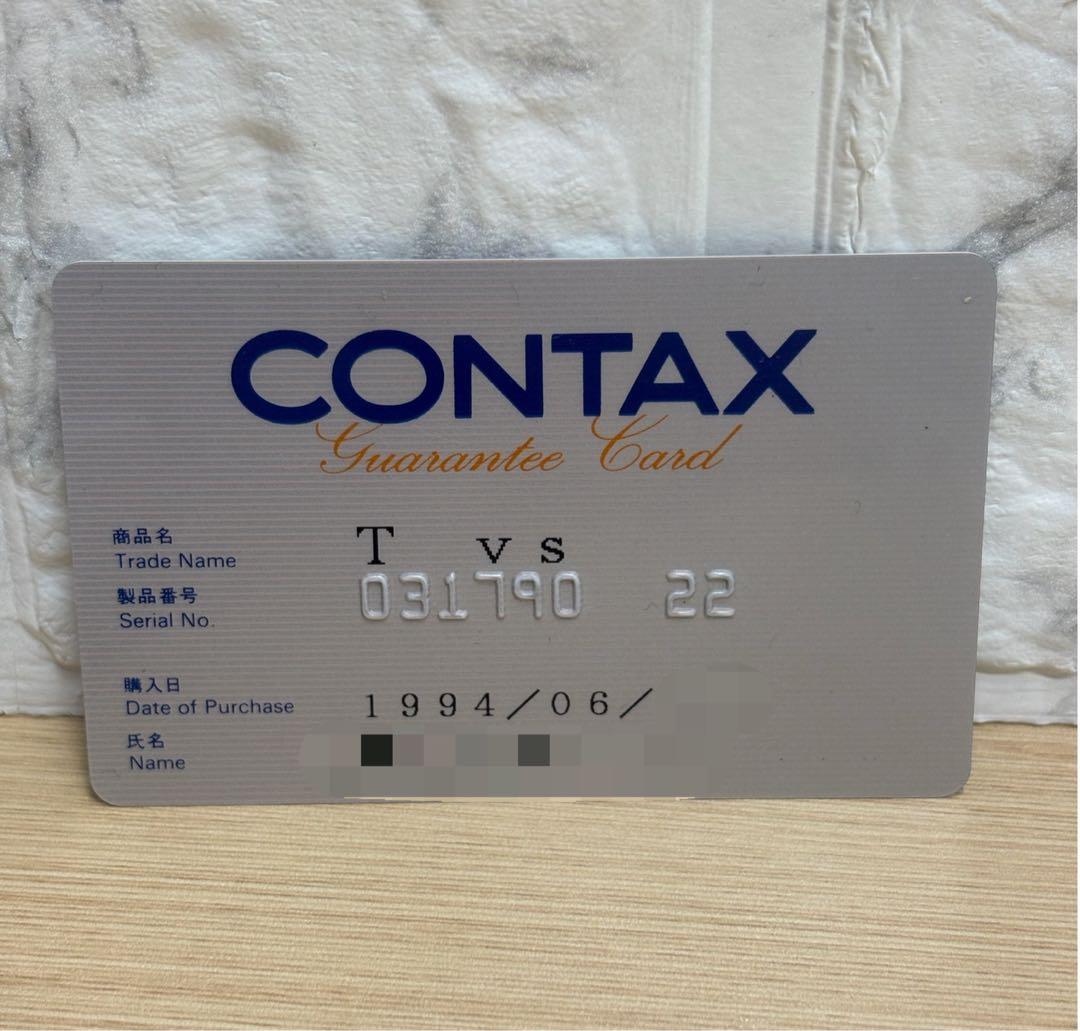 CONTAX
Guarantee Card
商品名 T vs
Trade Name
製品番号 031790 22
Serial No.
購入日
Date of Purchase 1994/06/
氏名
Name